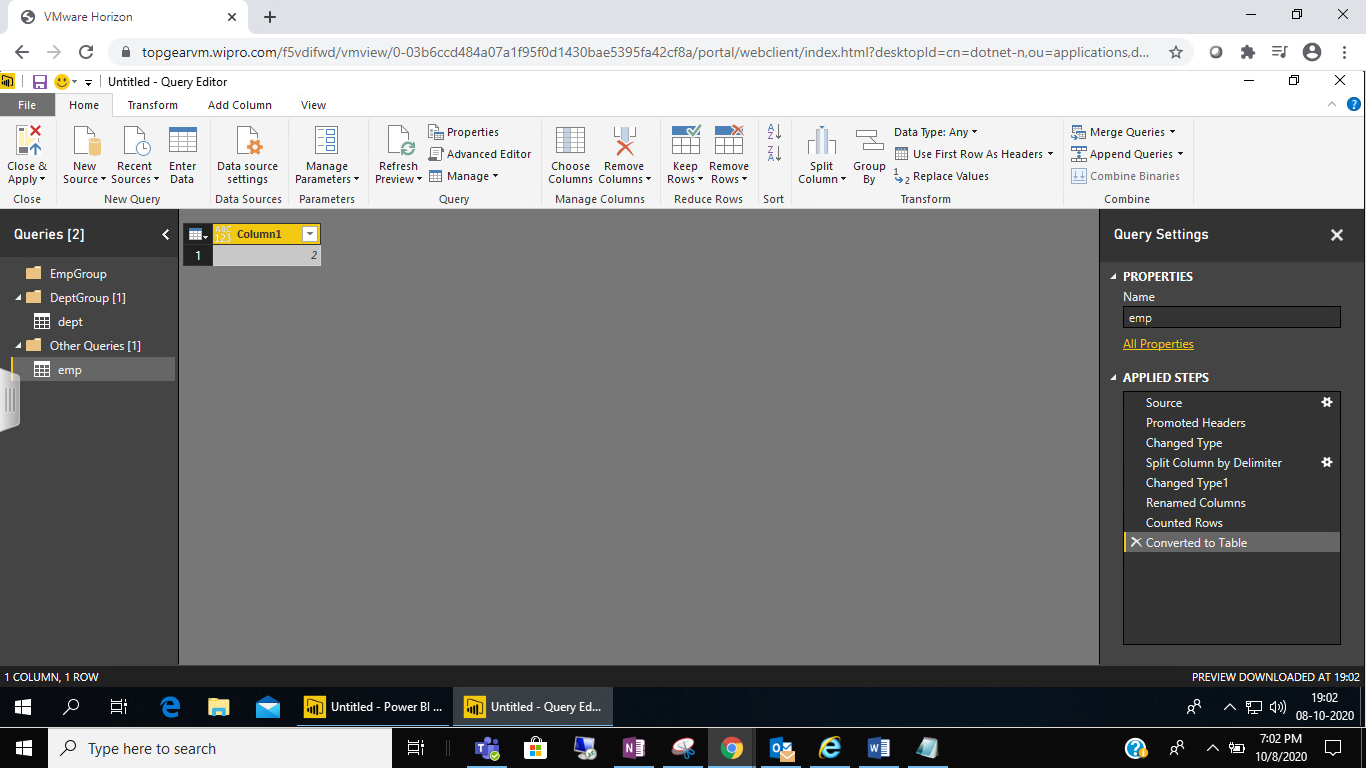 VMware Horizon
topgearvm.wipro.com/f5vdifwd/vmview/0-03b6ccd484a07a1f95f0d1430bae5395fa42cf8a/portal/webclient/index.html?desktopId=cn=dotnet-n,ou=applications,d...
Untitled - Query Editor
File Home Transform Add Column View
Close & Apply
New Source
Recent Sources
Enter Data
Data source settings
Manage Parameters
Refresh Preview
Properties
Advanced Editor
Manage
Choose Columns
Remove Columns
Keep Rows
Remove Rows
Split Column
Group By
Data Type: Any
Use First Row As Headers
Replace Values
Merge Queries
Append Queries
Combine Binaries
Close New Query Data Sources Parameters Query Manage Columns Reduce Rows Sort Transform Combine
Queries [2]
EmpGroup
DeptGroup [1]
dept
Other Queries [1]
emp
ABC 123 Column1
1 2
Query Settings
PROPERTIES
Name
emp
All Properties
APPLIED STEPS
Source
Promoted Headers
Changed Type
Split Column by Delimiter
Changed Type1
Renamed Columns
Counted Rows
Converted to Table
1 COLUMN, 1 ROW PREVIEW DOWNLOADED AT 19:02
Untitled - Power BI ... Untitled - Query Ed... 19:02
08-10-2020
Type here to search 7:02 PM
10/8/2020